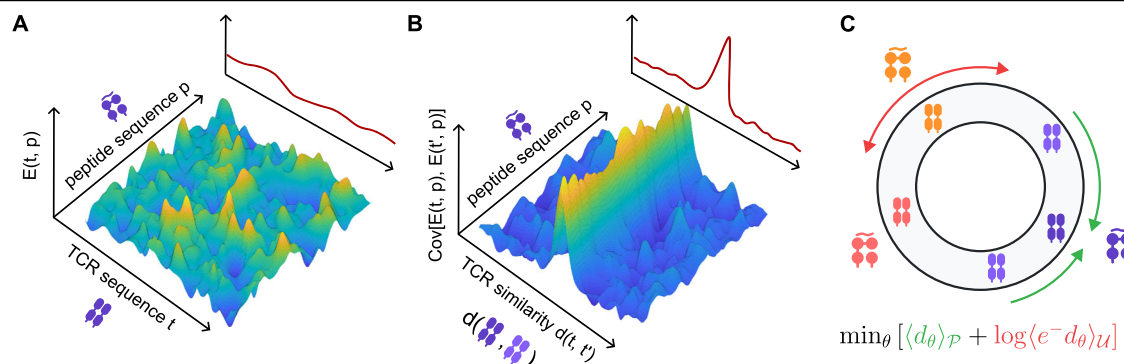 A
E(t, p)
peptide sequence p
TCR sequence t
B
Cov[E(t, p), E(t', p)]
peptide sequence p
TCR similarity d(t, t')
d( , )
C
min_θ [⟨d_θ⟩_𝒫 + log⟨e^−d_θ⟩_𝒰]